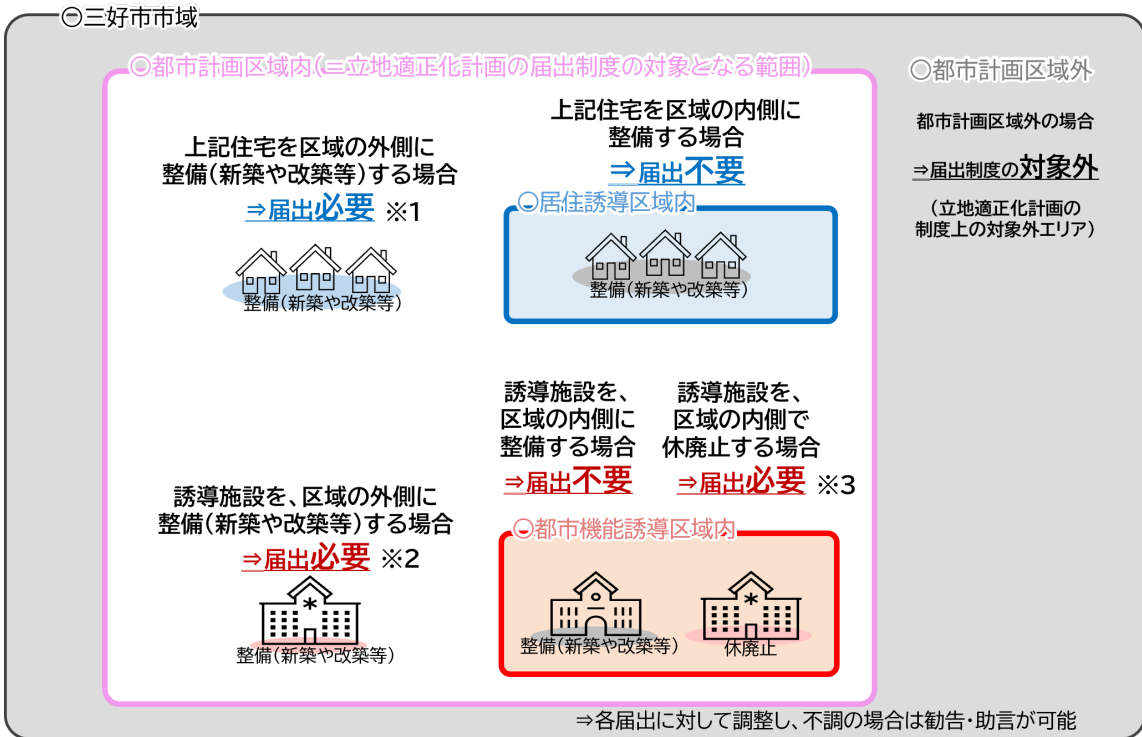 〇三好市市域
〇都市計画区域内(=立地適正化計画の届出制度の対象となる範囲)
上記住宅を区域の外側に
整備(新築や改築等)する場合
⇒届出必要 ※1
整備(新築や改築等)
上記住宅を区域の内側に
整備する場合
⇒届出不要
〇居住誘導区域内
整備(新築や改築等)
〇都市計画区域外
都市計画区域外の場合
⇒届出制度の対象外
(立地適正化計画の
制度上の対象外エリア)
誘導施設を、区域の外側に
整備(新築や改築等)する場合
⇒届出必要 ※2
整備(新築や改築等)
誘導施設を、
区域の内側に
整備する場合
⇒届出不要
誘導施設を、
区域の内側で
休廃止する場合
⇒届出必要 ※3
〇都市機能誘導区域内
整備(新築や改築等)
休廃止
⇒各届出に対して調整し、不調の場合は勧告・助言が可能